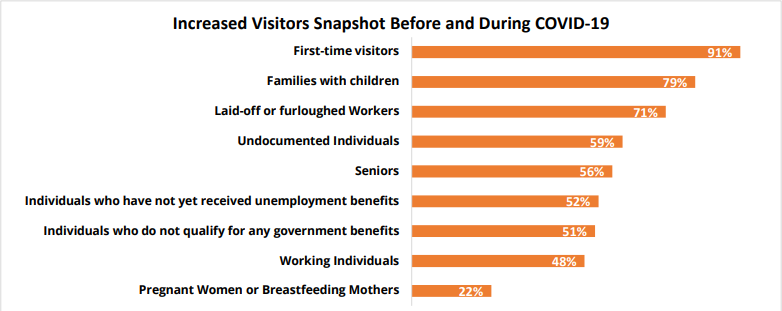 Increased Visitors Snapshot Before and During COVID-19
First-time visitors 91%
Families with children 79%
Laid-off or furloughed Workers 71%
Undocumented Individuals 59%
Seniors 56%
Individuals who have not yet received unemployment benefits 52%
Individuals who do not qualify for any government benefits 51%
Working Individuals 48%
Pregnant Women or Breastfeeding Mothers 22%